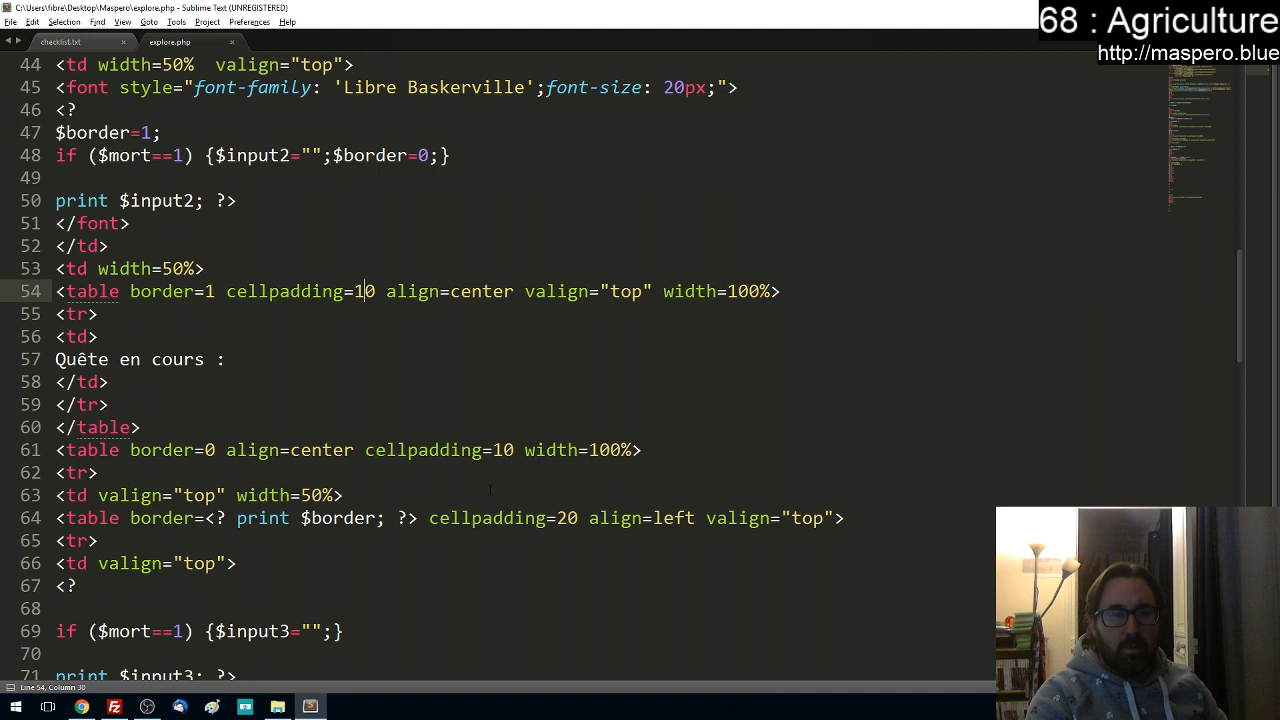 C:\Users\fibre\Desktop\Maspero\explore.php - Sublime Text (UNREGISTERED)
File Edit Selection Find View Goto Tools Project Preferences Help
68 : Agriculture
http://maspero.blue
checklist.txt × explore.php ×
44 <td width=50%  valign="top">
45 <font style="font-family: 'Libre Baskerville';font-size: 20px;">
46 <?
47 $border=1;
48 if ($mort==1) {$input2="";$border=0;}
49
50 print $input2; ?>
51 </font>
52 </td>
53 <td width=50%>
54 <table border=1 cellpadding=10 align=center valign="top" width=100%>
55 <tr>
56 <td>
57 Quête en cours :
58 </td>
59 </tr>
60 </table>
61 <table border=0 align=center cellpadding=10 width=100%>
62 <tr>
63 <td valign="top" width=50%>
64 <table border=<? print $border; ?> cellpadding=20 align=left valign="top">
65 <tr>
66 <td valign="top">
67 <?
68
69 if ($mort==1) {$input3="";}
70
71 print $input3; ?>
Line 54, Column 30